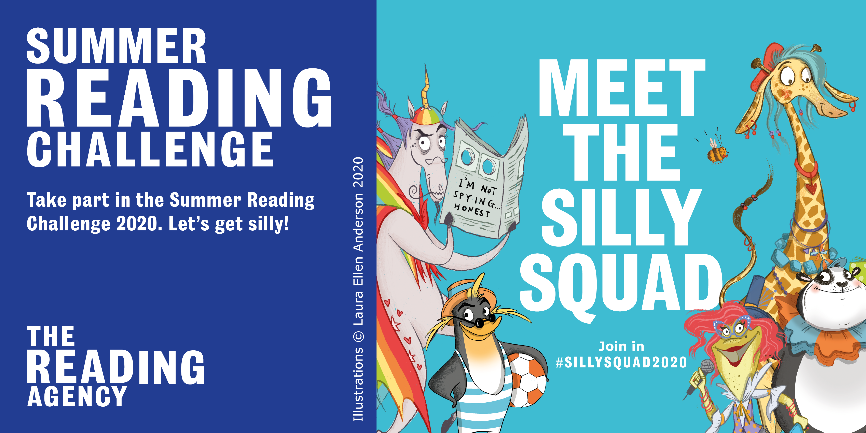 SUMMER
READING
CHALLENGE
Take part in the Summer Reading
Challenge 2020. Let's get silly!
THE
READING
AGENCY
Illustrations © Laura Ellen Anderson 2020
I'M NOT
SPYING...
HONEST
MEET
THE
SILLY
SQUAD
Join in
#SILLYSQUAD2020